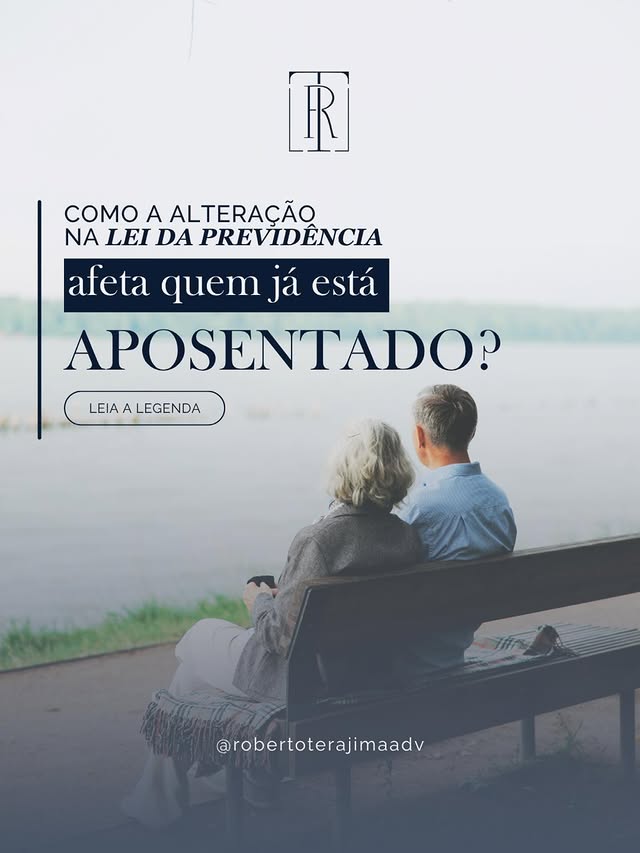 COMO A ALTERAÇÃO
NA LEI DA PREVIDÊNCIA
afeta quem já está
APOSENTADO?
LEIA A LEGENDA
@robertoterajimaadv